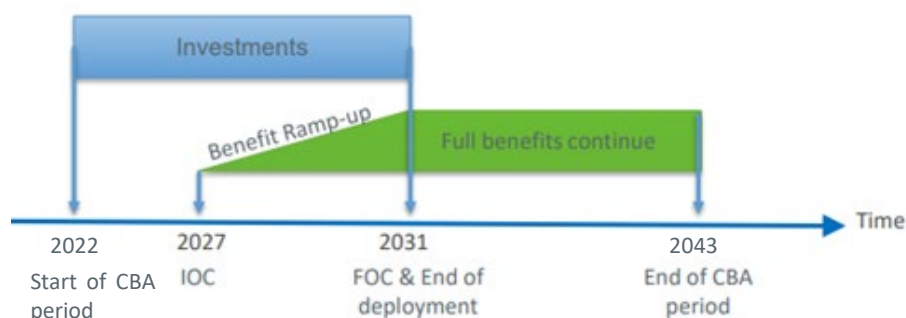 Investments
Benefit Ramp-up
Full benefits continue
Time
2022
2027
2031
2043
Start of CBA
period
IOC
FOC & End of
deployment
End of CBA
period